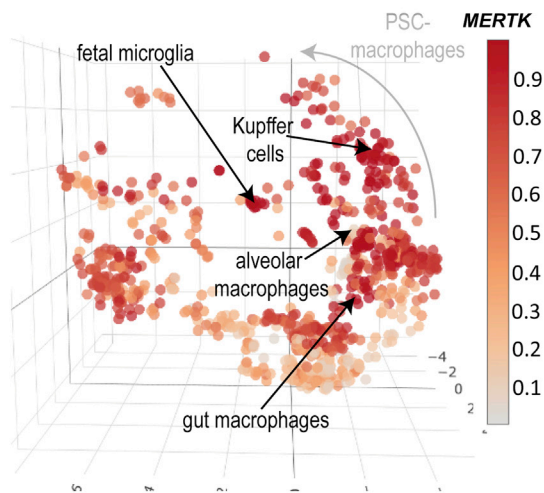 PSC-
macrophages
MERTK
fetal microglia
Kupffer
cells
alveolar
macrophages
gut macrophages
0.9
0.8
0.7
0.6
0.5
0.4
0.3
0.2
0.1
−4
−2
0
2